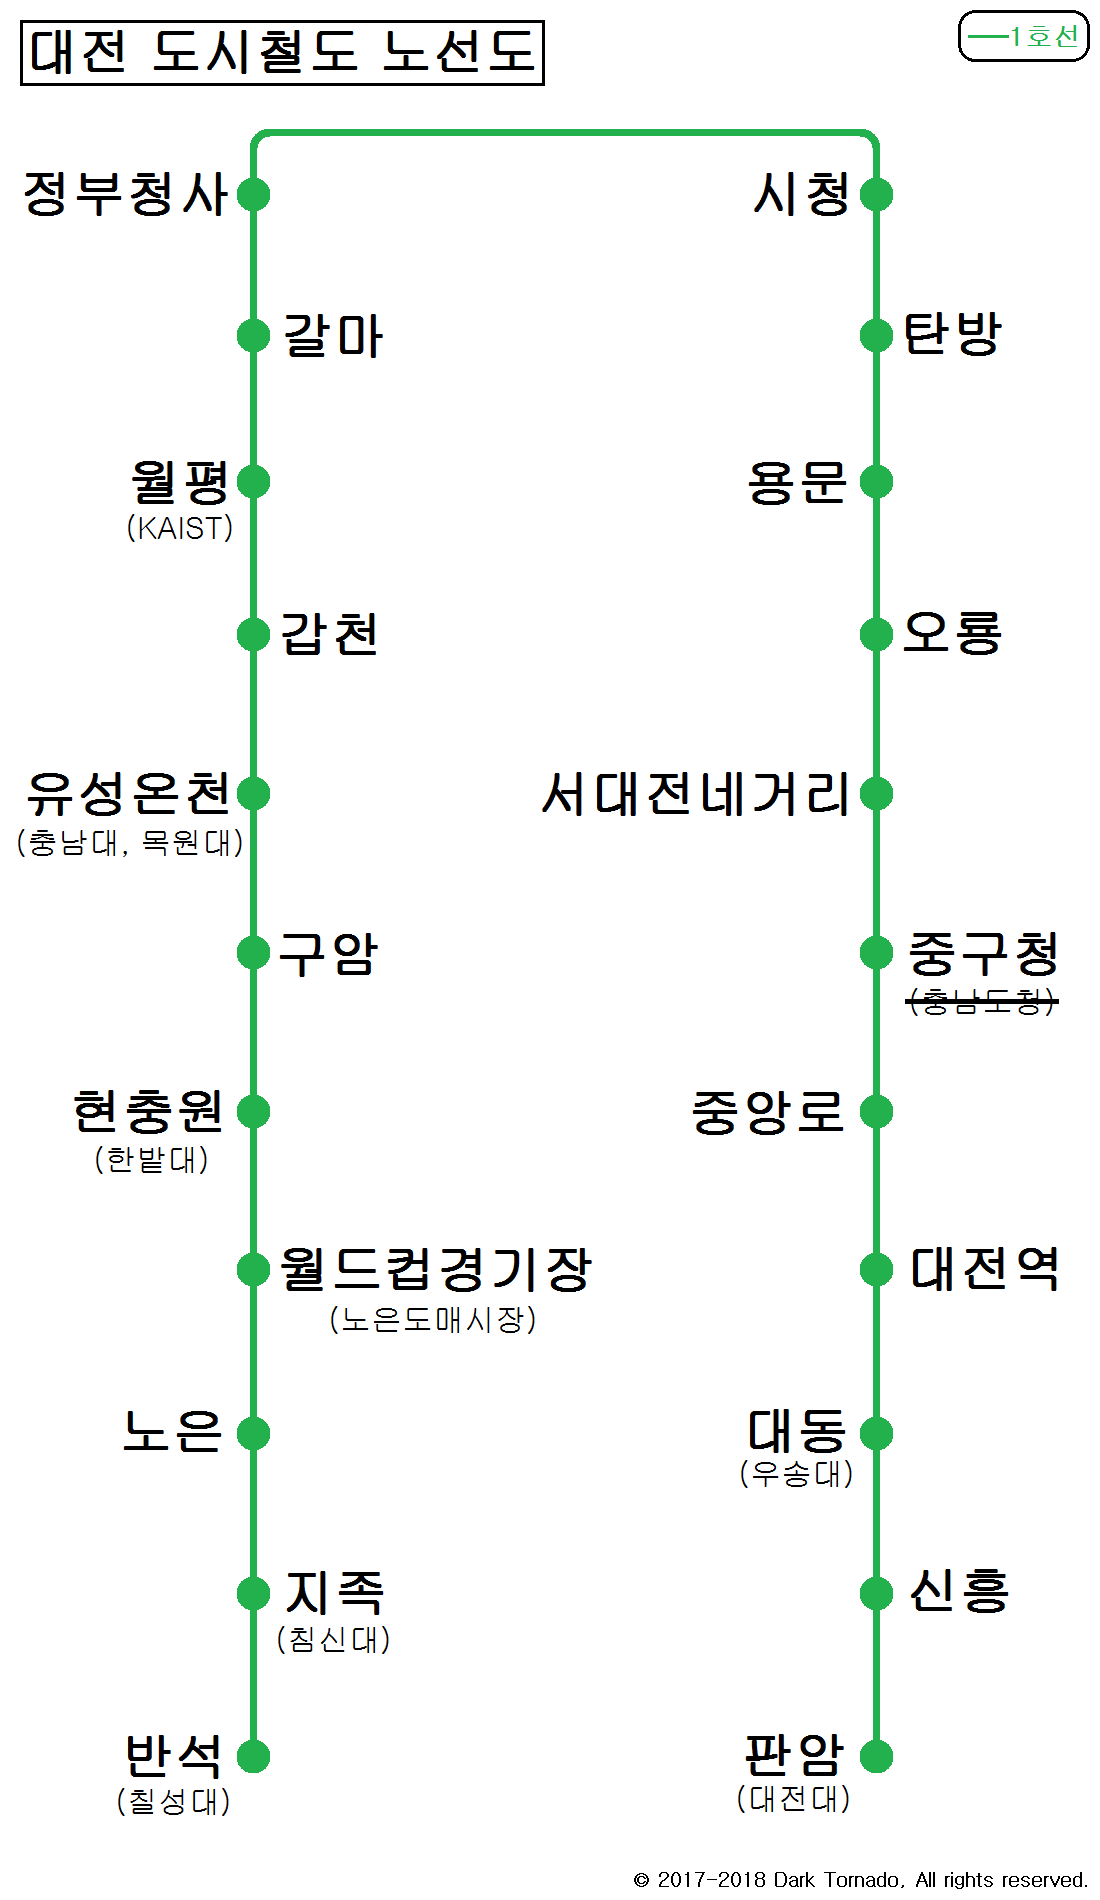 대전 도시철도 노선도
1호선
정부청사
갈마
월평
(KAIST)
갑천
유성온천
(충남대, 목원대)
구암
현충원
(한밭대)
월드컵경기장
(노은도매시장)
노은
지족
(침신대)
반석
(칠성대)
시청
탄방
용문
오룡
서대전네거리
중구청
(충남도청)
중앙로
대전역
대동
(우송대)
신흥
판암
(대전대)
© 2017-2018 Dark Tornado, All rights reserved.